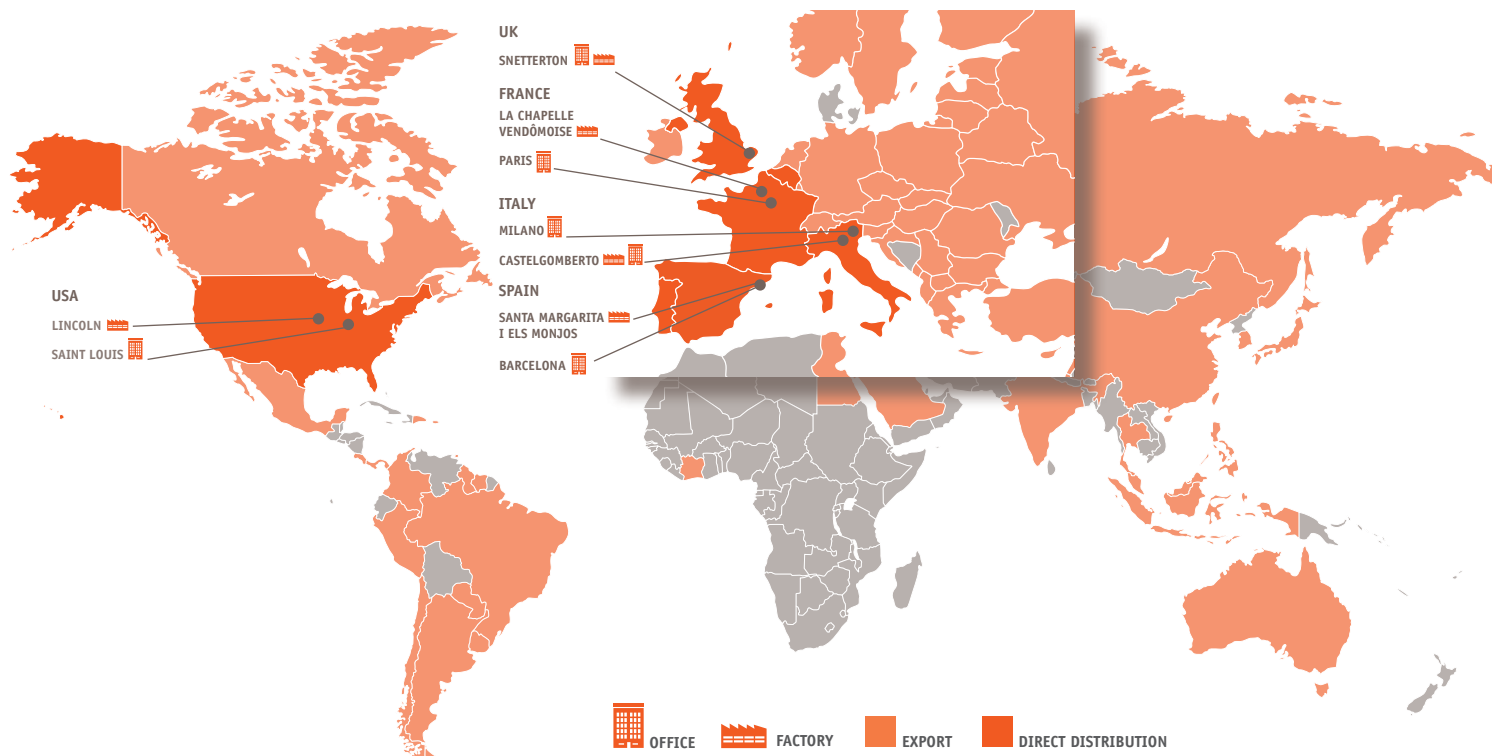 UK
SNETTERTON
FRANCE
LA CHAPELLE
VENDÔMOISE
PARIS
ITALY
MILANO
CASTELGOMBERTO
SPAIN
SANTA MARGARITA
I ELS MONJOS
BARCELONA
USA
LINCOLN
SAINT LOUIS
OFFICE
FACTORY
EXPORT
DIRECT DISTRIBUTION